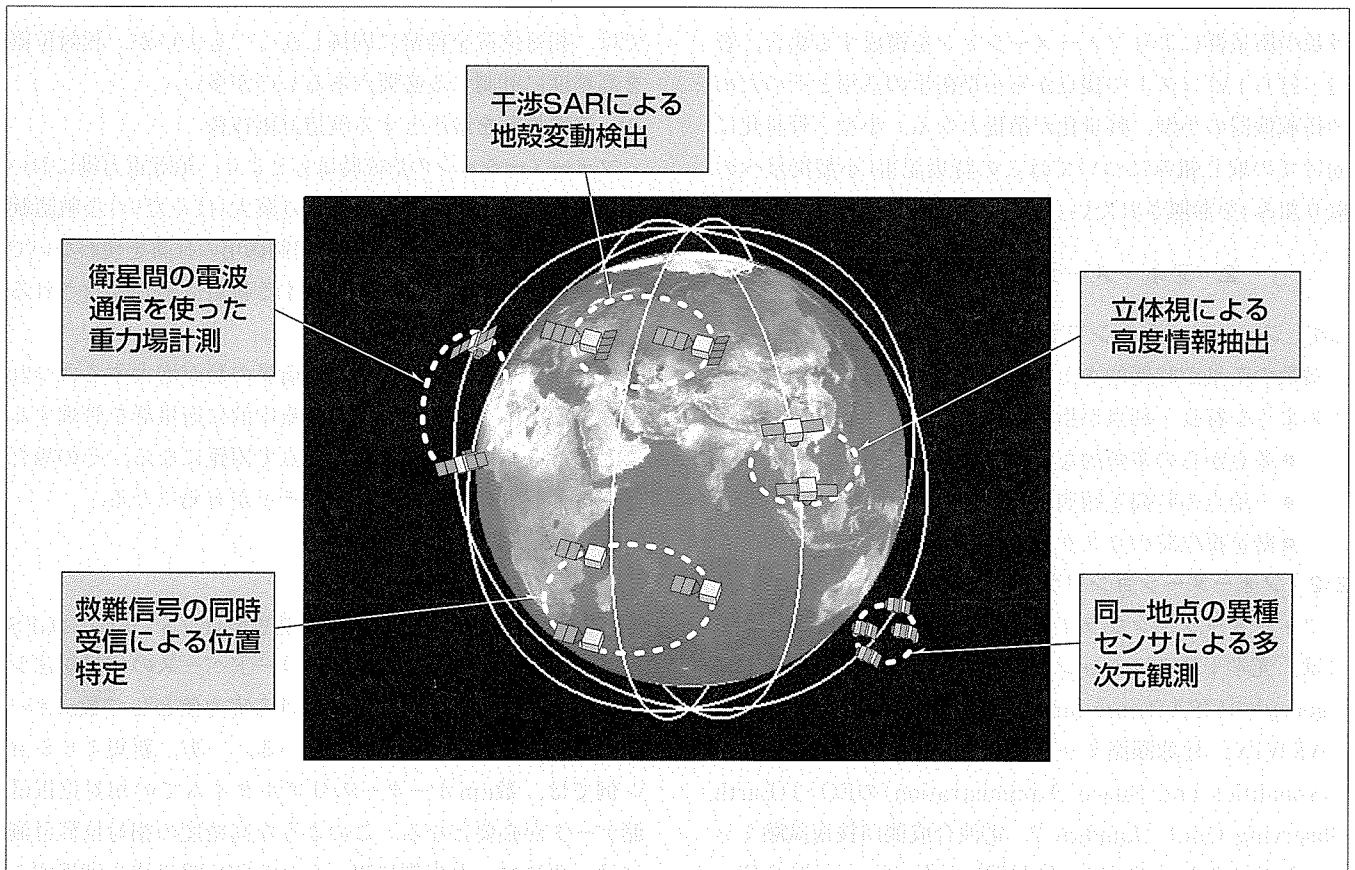 干渉SARによる
地殻変動検出
衛星間の電波
通信を使った
重力場計測
立体視による
高度情報抽出
救難信号の同時
受信による位置
特定
同一地点の異種
センサによる多
次元観測